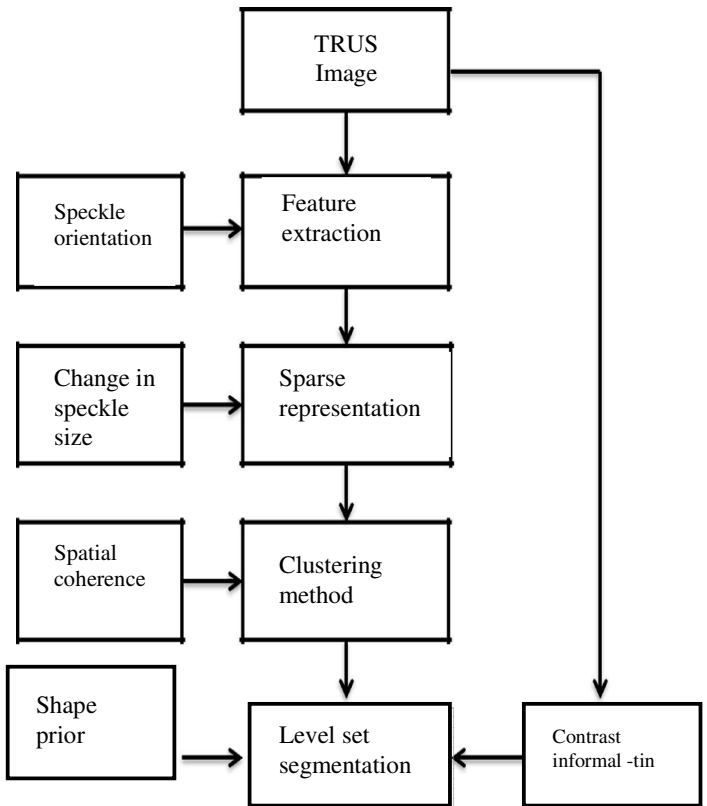 TRUS
Image
Speckle
orientation
Feature
extraction
Change in
speckle
size
Sparse
representation
Spatial
coherence
Clustering
method
Shape
prior
Level set
segmentation
Contrast
informal -tin